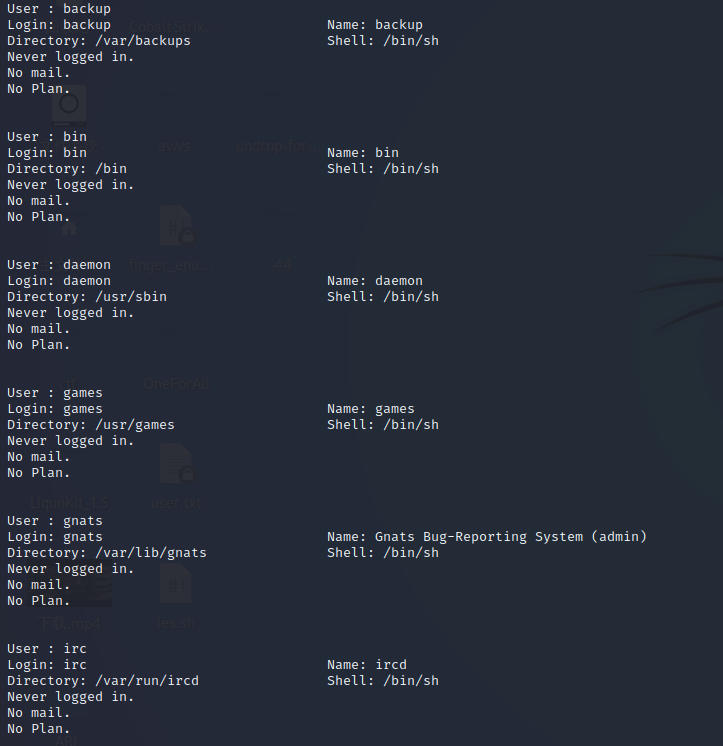 User : backup
Login: backup Name: backup
Directory: /var/backups Shell: /bin/sh
Never logged in.
No mail.
No Plan.
User : bin
Login: bin Name: bin
Directory: /bin Shell: /bin/sh
Never logged in.
No mail.
No Plan.
User : daemon
Login: daemon Name: daemon
Directory: /usr/sbin Shell: /bin/sh
Never logged in.
No mail.
No Plan.
User : games
Login: games Name: games
Directory: /usr/games Shell: /bin/sh
Never logged in.
No mail.
No Plan.
User : gnats
Login: gnats Name: Gnats Bug-Reporting System (admin)
Directory: /var/lib/gnats Shell: /bin/sh
Never logged in.
No mail.
No Plan.
User : irc
Login: irc Name: ircd
Directory: /var/run/ircd Shell: /bin/sh
Never logged in.
No mail.
No Plan.
finger_enu...
44
OneForAll
user.txt